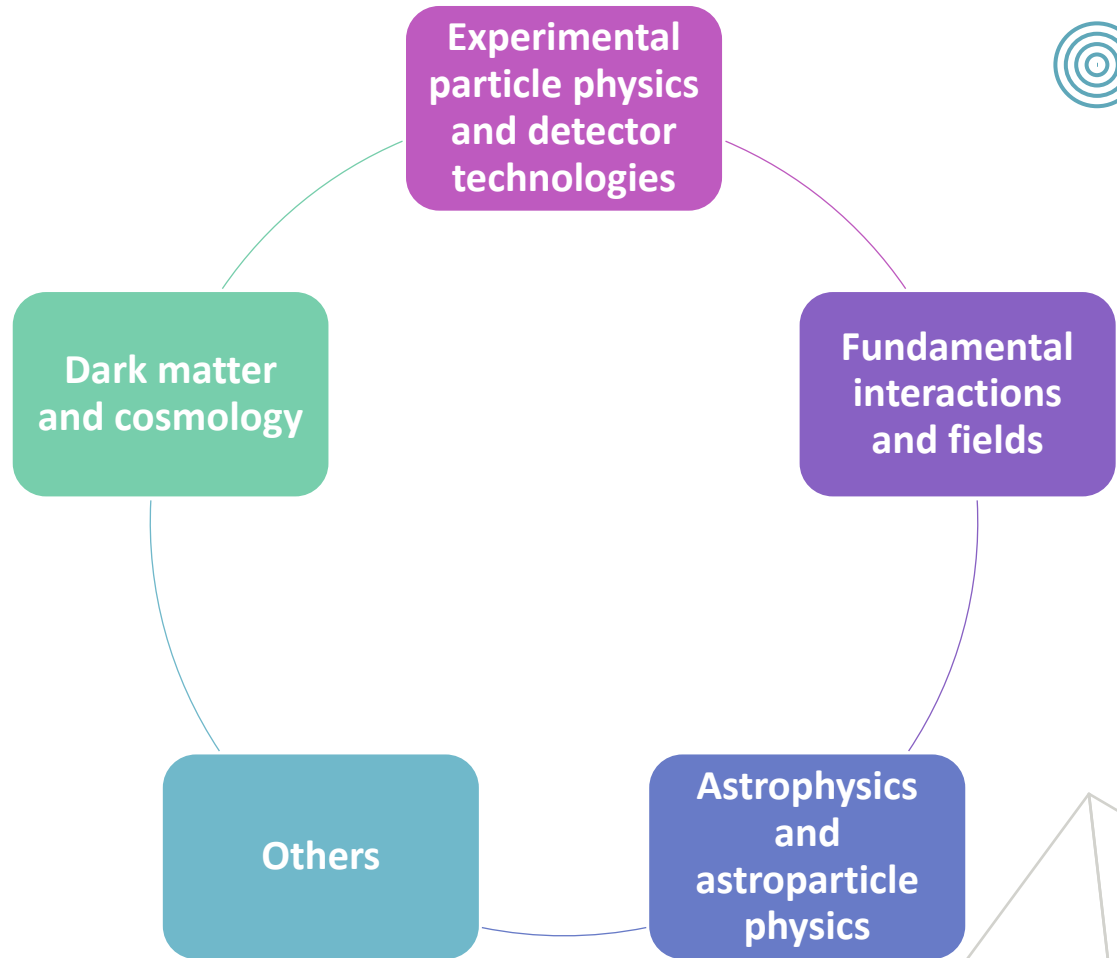 Experimental
particle physics
and detector
technologies
Fundamental
interactions
and fields
Astrophysics
and
astroparticle
physics
Others
Dark matter
and cosmology